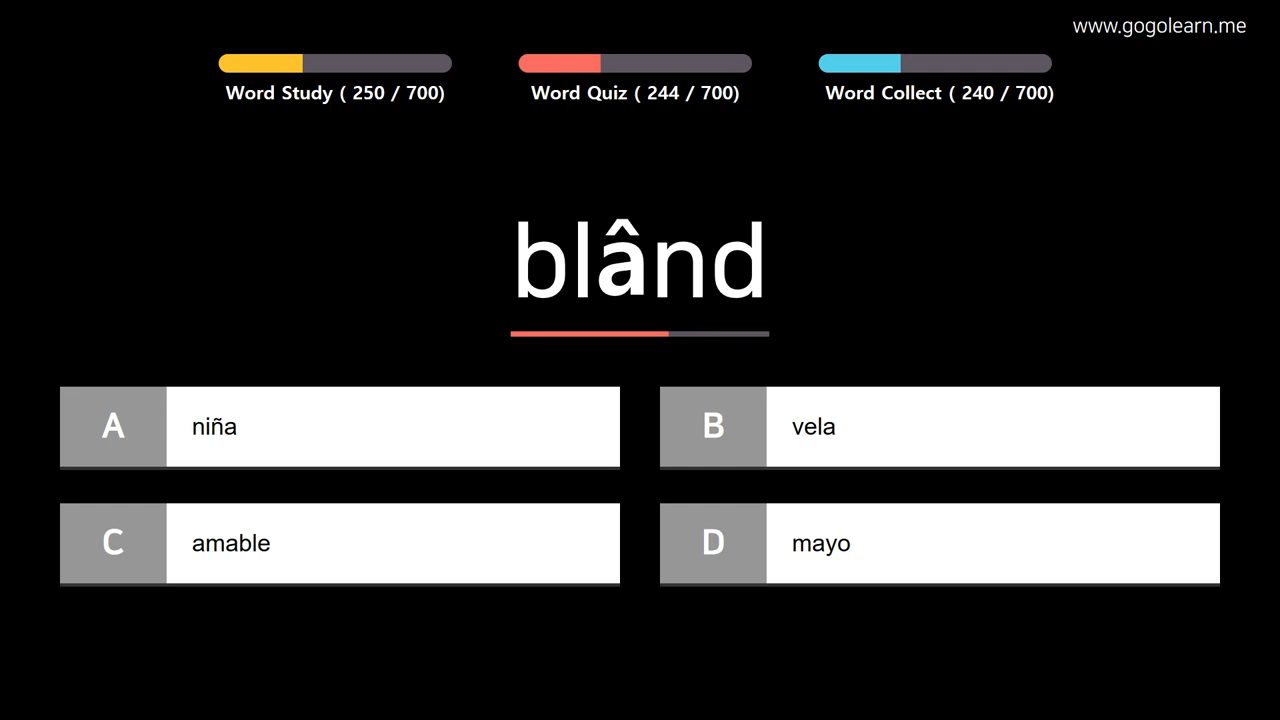 www.gogolearn.me
Word Study ( 250 / 700)
Word Quiz ( 244 / 700)
Word Collect ( 240 / 700)
blând
A niña
B vela
C amable
D mayo